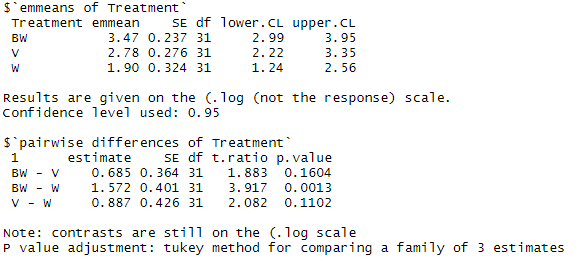 $`emmeans of Treatment`
Treatment emmean SE df lower.CL upper.CL
BW 3.47 0.237 31 2.99 3.95
V 2.78 0.276 31 2.22 3.35
W 1.90 0.324 31 1.24 2.56
Results are given on the (.log (not the response) scale.
Confidence level used: 0.95
$`pairwise differences of Treatment`
1 estimate SE df t.ratio p.value
BW - V 0.685 0.364 31 1.883 0.1604
BW - W 1.572 0.401 31 3.917 0.0013
V - W 0.887 0.426 31 2.082 0.1102
Note: contrasts are still on the (.log scale
P value adjustment: tukey method for comparing a family of 3 estimates